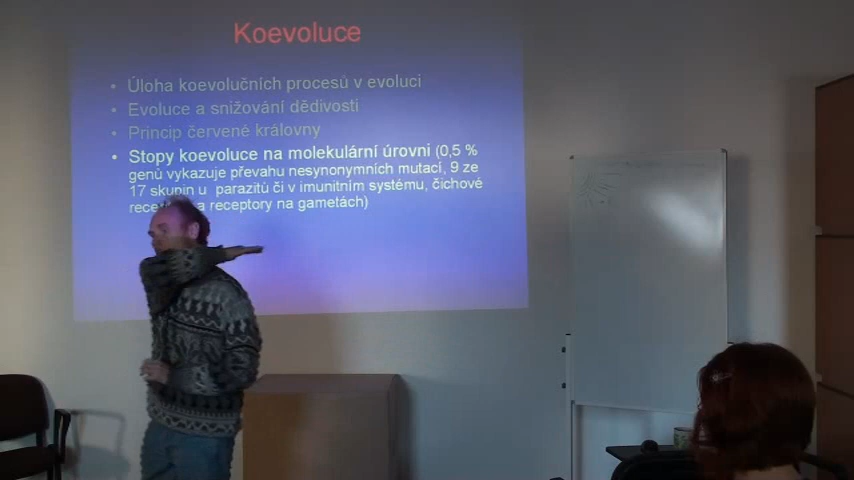 Koevoluce
• Úloha koevolučních procesů v evoluci
• Evoluce a snižování dědivosti
• Princip červené královny
• Stopy koevoluce na molekulární úrovni (0,5 %
genů vykazuje převahu nesynonymních mutací, 9 ze
17 skupin u parazitů či v imunitním systému, čichové
a receptory na gametách)